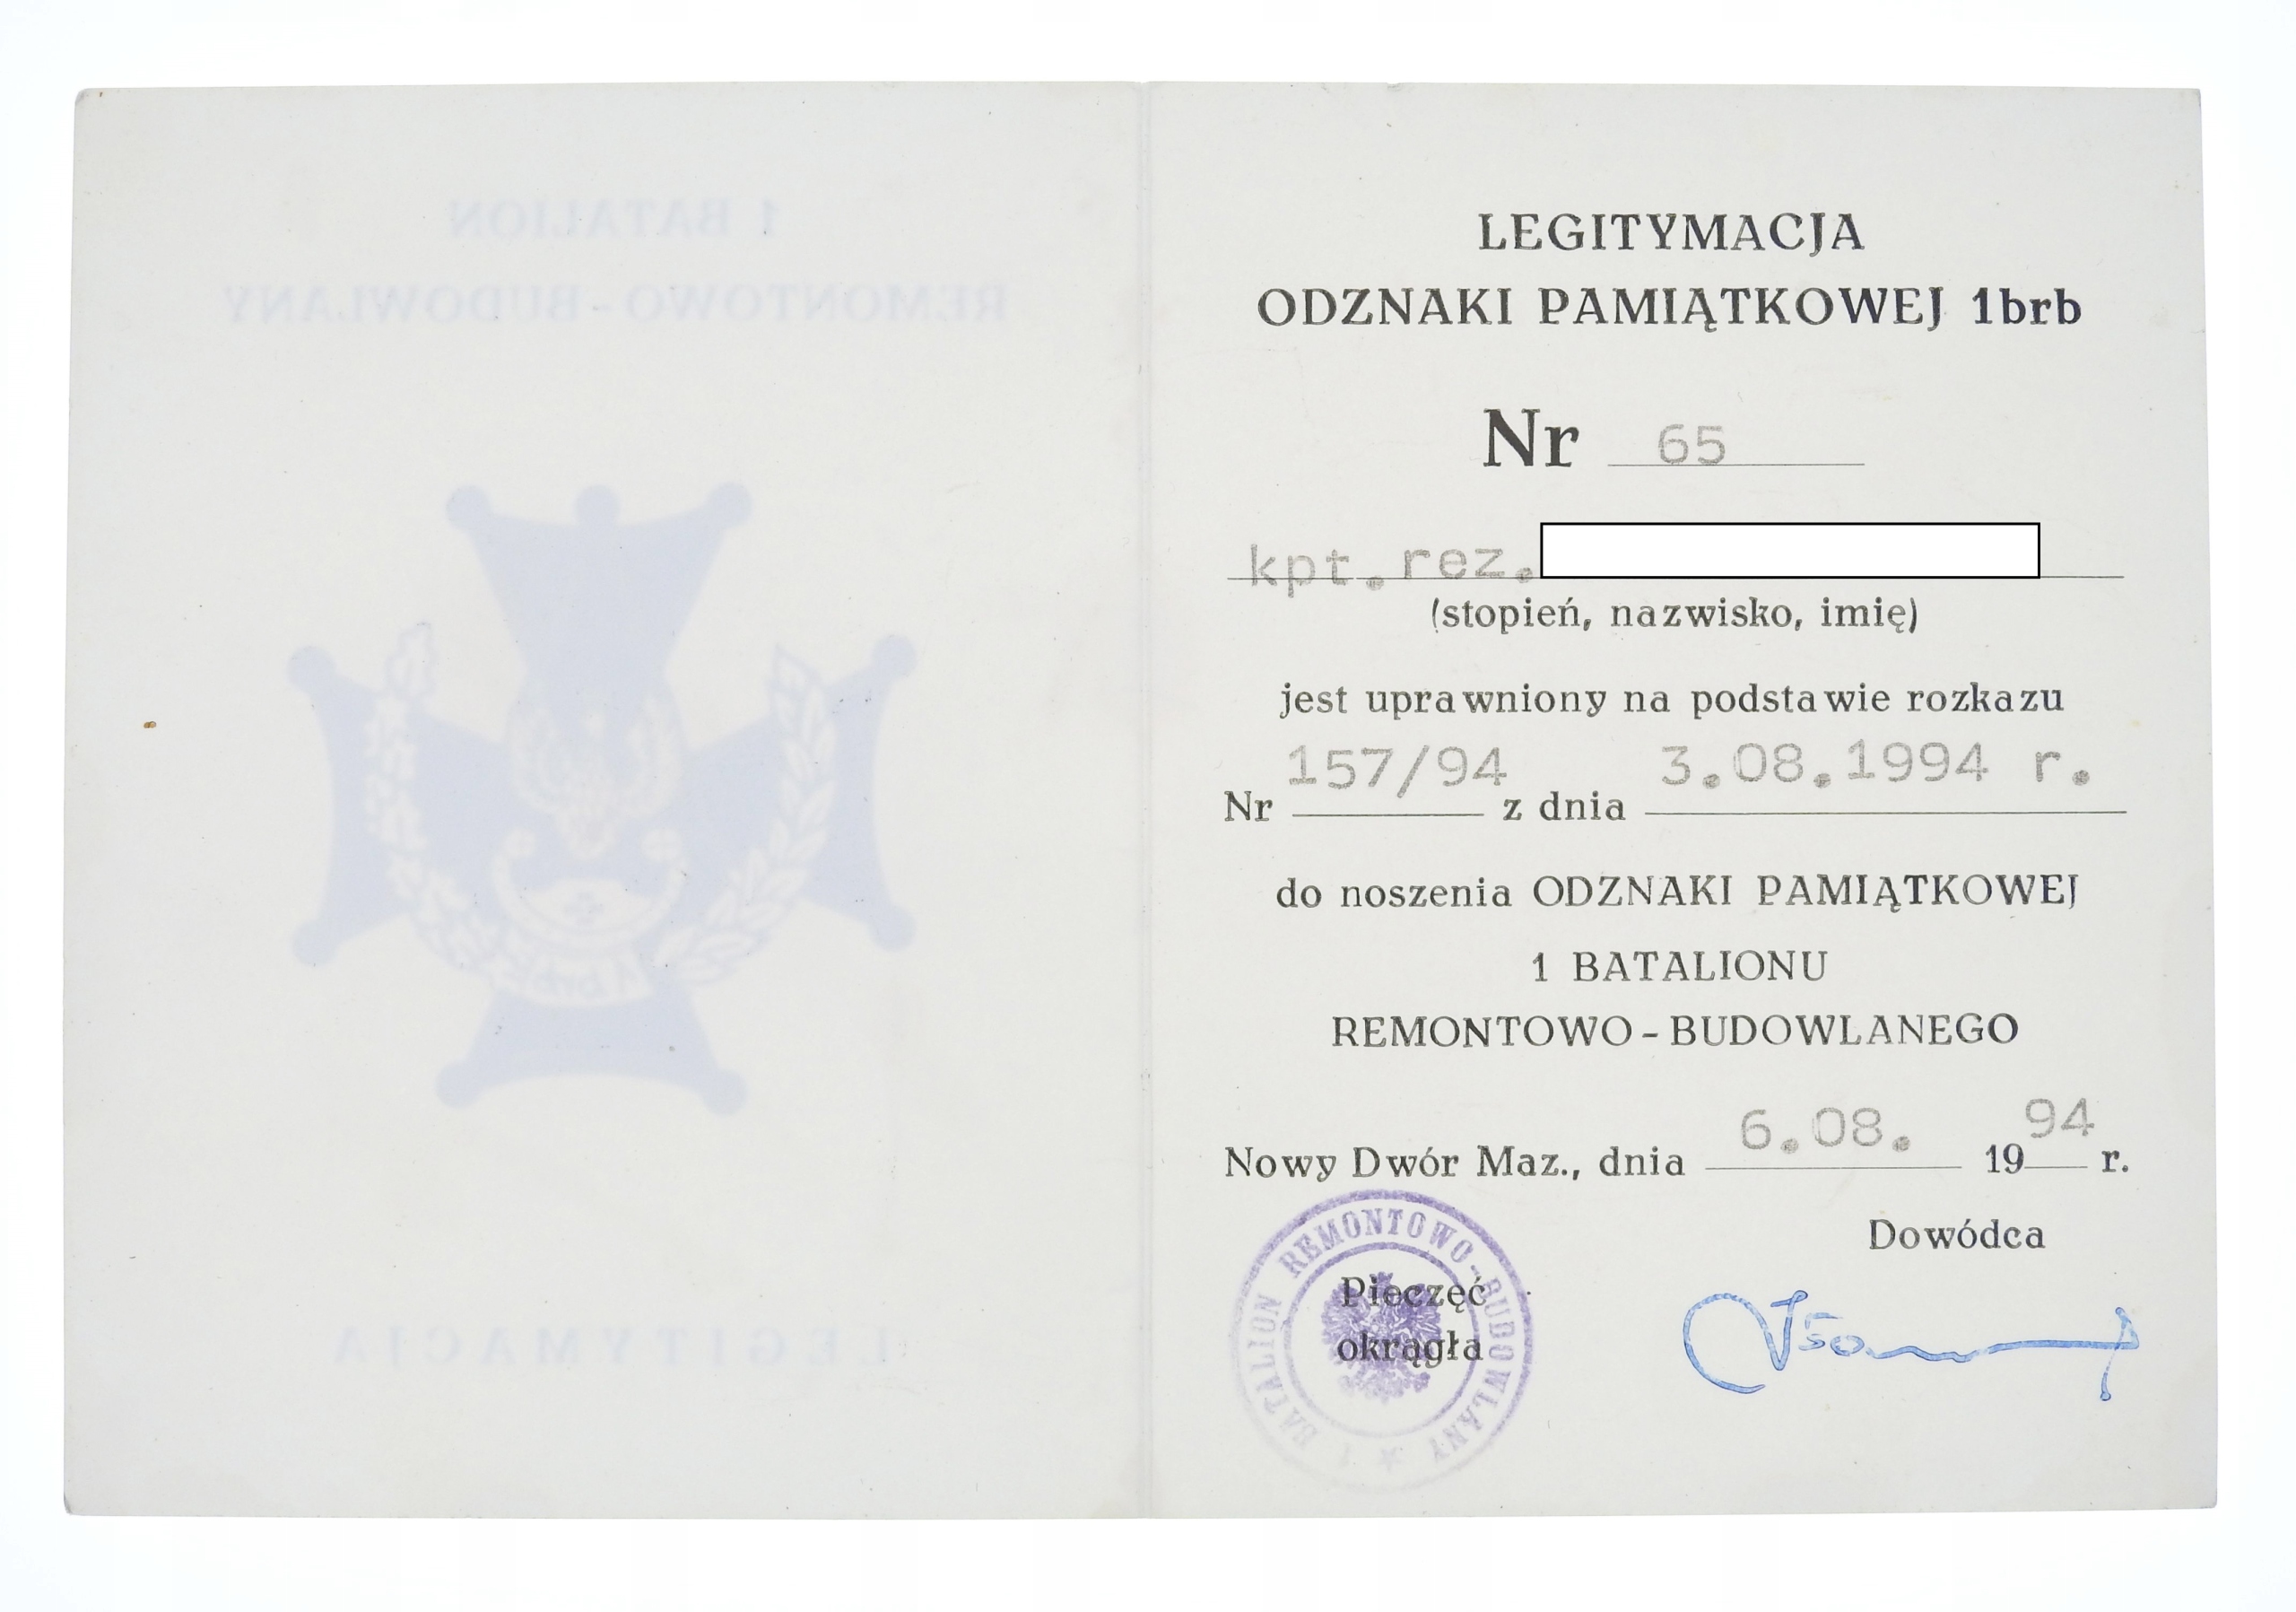 1 BATALION
REMONTOWO-BUDOWLANY
1brb
LEGITYMACJA
LEGITYMACJA
ODZNAKI PAMIĄTKOWEJ 1brb
Nr 65
kpt.rez.
(stopień, nazwisko, imię)
jest uprawniony na podstawie rozkazu
Nr 157/94 z dnia 3.08.1994 r.
do noszenia ODZNAKI PAMIĄTKOWEJ
1 BATALIONU
REMONTOWO-BUDOWLANEGO
Nowy Dwór Maz., dnia 6.08. 1994 r.
Dowódca
Pieczęć
okrągła
1 BATALION REMONTOWO-BUDOWLANY